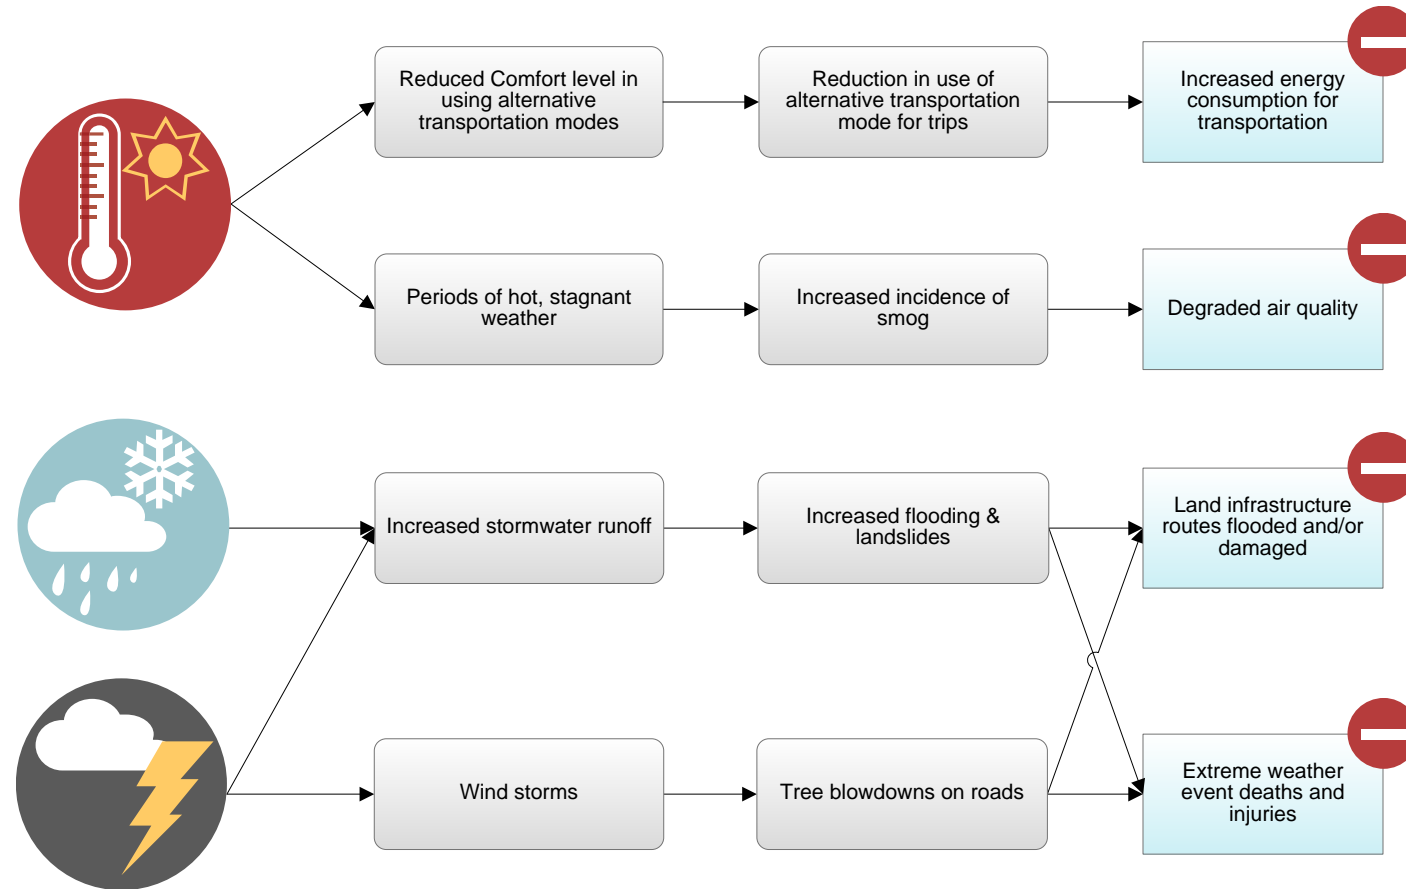 Reduced Comfort level in
using alternative
transportation modes
Reduction in use of
alternative transportation
mode for trips
Increased energy
consumption for
transportation
Periods of hot, stagnant
weather
Increased incidence of
smog
Degraded air quality
Increased stormwater runoff
Increased flooding &
landslides
Land infrastructure
routes flooded and/or
damaged
Wind storms
Tree blowdowns on roads
Extreme weather
event deaths and
injuries